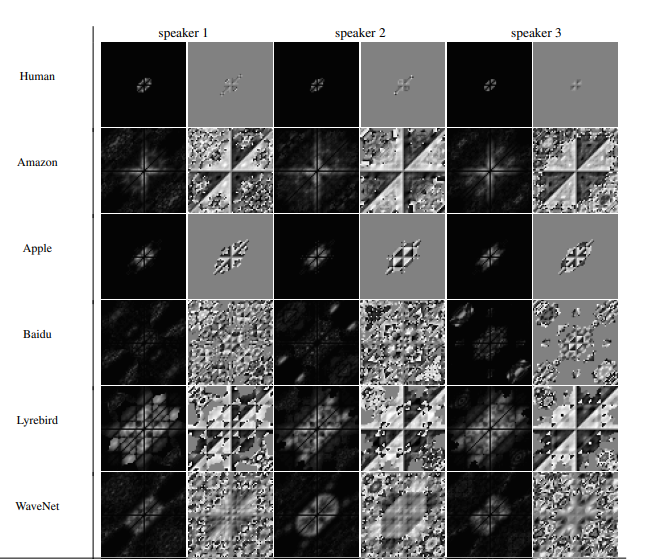 speaker 1 speaker 2 speaker 3
Human
Amazon
Apple
Baidu
Lyrebird
WaveNet